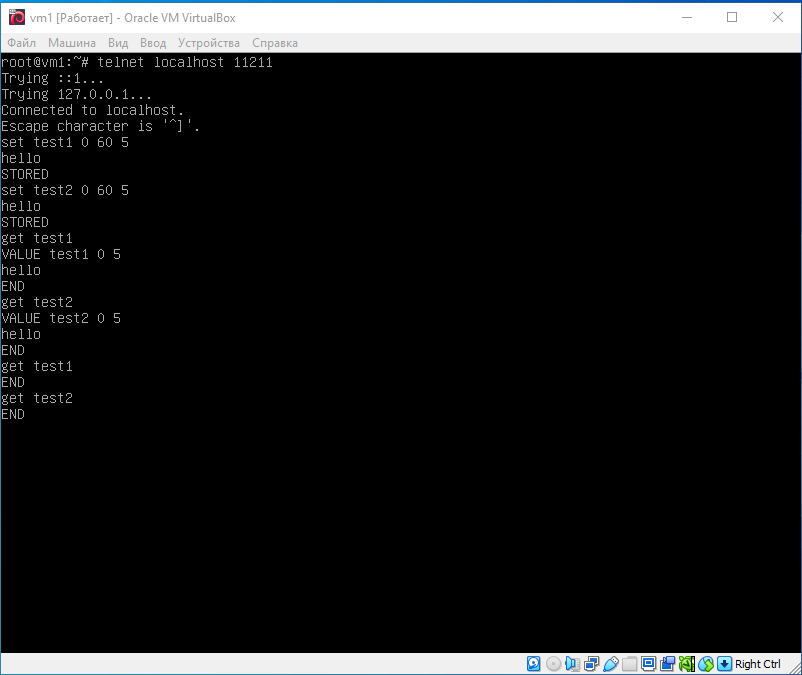 vm1 [Работает] - Oracle VM VirtualBox
Файл Машина Вид Ввод Устройства Справка
root@vm1:~# telnet localhost 11211
Trying ::1...
Trying 127.0.0.1...
Connected to localhost.
Escape character is '^]'.
set test1 0 60 5
hello
STORED
set test2 0 60 5
hello
STORED
get test1
VALUE test1 0 5
hello
END
get test2
VALUE test2 0 5
hello
END
get test1
END
get test2
END
Right Ctrl